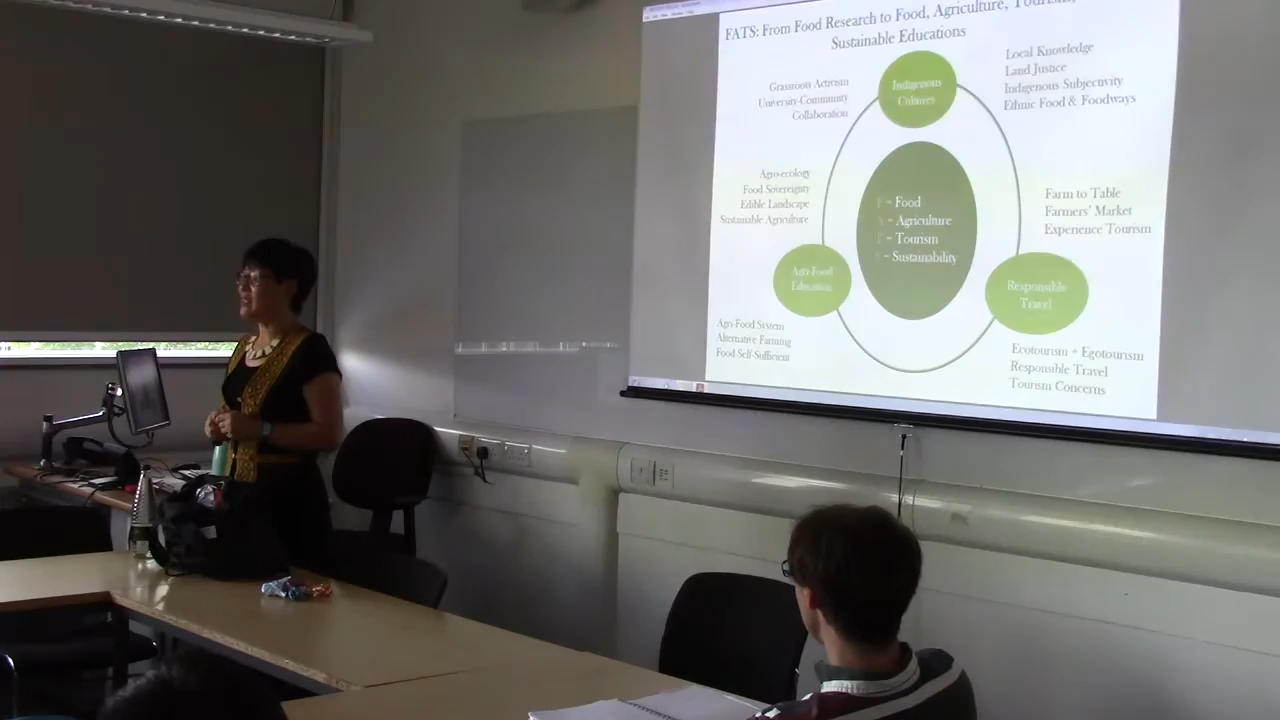 FATS: From Food Research to Food, Agriculture, Tourism,
Sustainable Educations
Indigenous
Cultures
Grassroots Activism
University-Community
Collaboration
Local Knowledge
Land Justice
Indigenous Subjectivity
Ethnic Food & Foodways
Agro-ecology
Food Sovereignty
Edible Landscape
Sustainable Agriculture
F = Food
A = Agriculture
T = Tourism
= Sustainability
Farm to Table
Farmers' Market
Experience Tourism
Agri-Food
Education
Responsible
Travel
Agri-Food System
Alternative Farming
Food Self-Sufficient
Ecotourism + Egotourism
Responsible Travel
Tourism Concerns